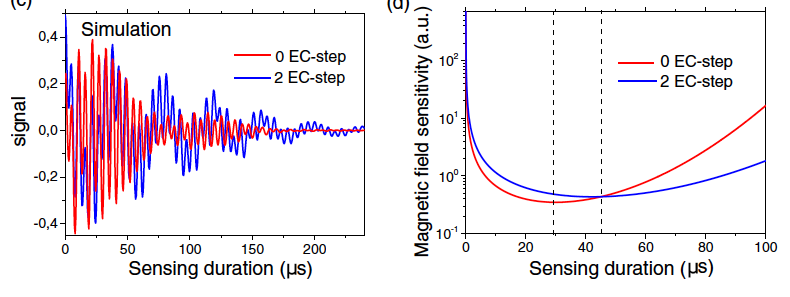 (c)
Simulation
0 EC-step
2 EC-step
0,4
0,2
0,0
-0,2
-0,4
signal
0 50 100 150 200
Sensing duration (µs)
(d)
0 EC-step
2 EC-step
10²
10¹
10⁰
10⁻¹
Magnetic field sensitivity (a.u.)
0 20 40 60 80 100
Sensing duration (µs)